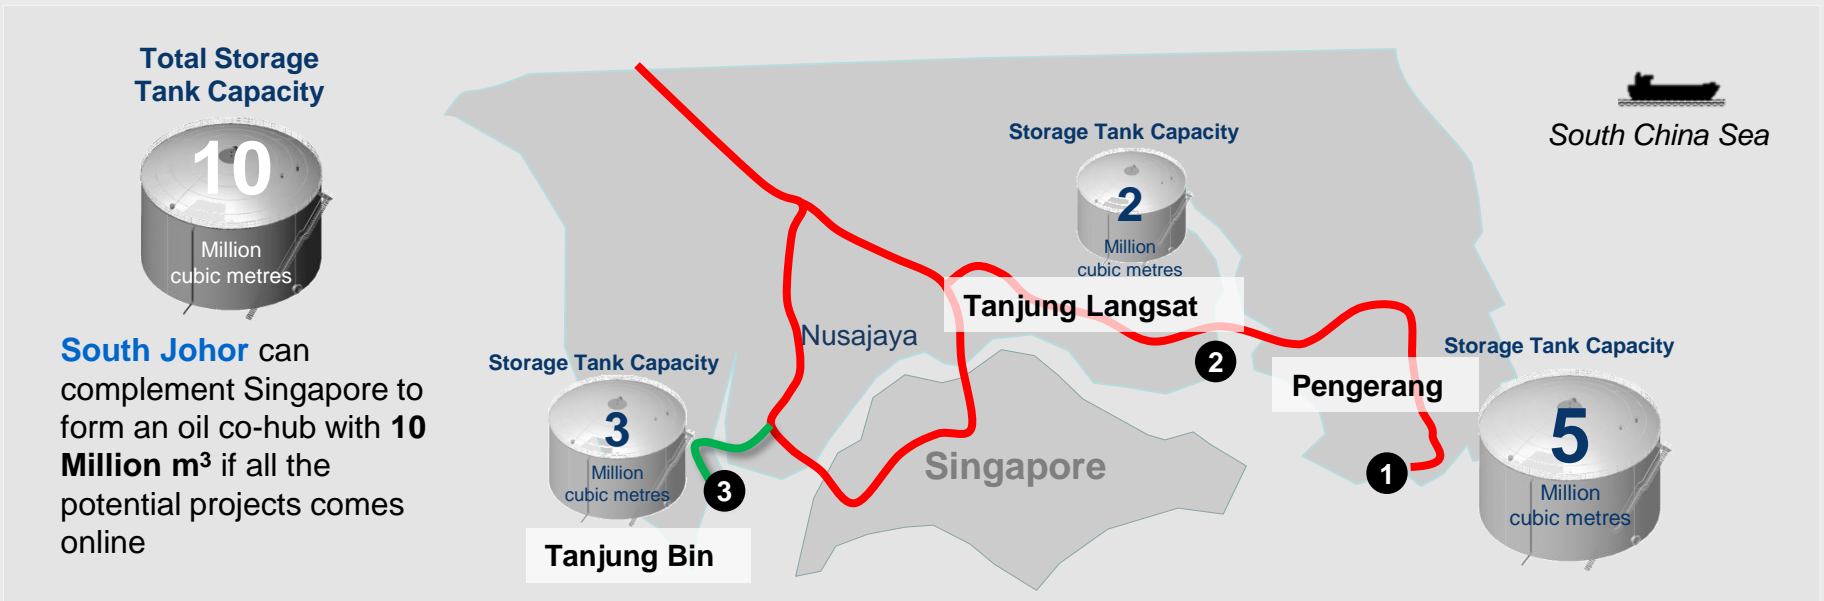 Total Storage
Tank Capacity
10
Million
cubic metres
South Johor can
complement Singapore to
form an oil co-hub with 10
Million m³ if all the
potential projects comes
online
South China Sea
Storage Tank Capacity
2
Million
cubic metres
Tanjung Langsat
2
Nusajaya
Storage Tank Capacity
3
Million
cubic metres
3
Tanjung Bin
Singapore
Storage Tank Capacity
Pengerang
5
Million
cubic metres
1